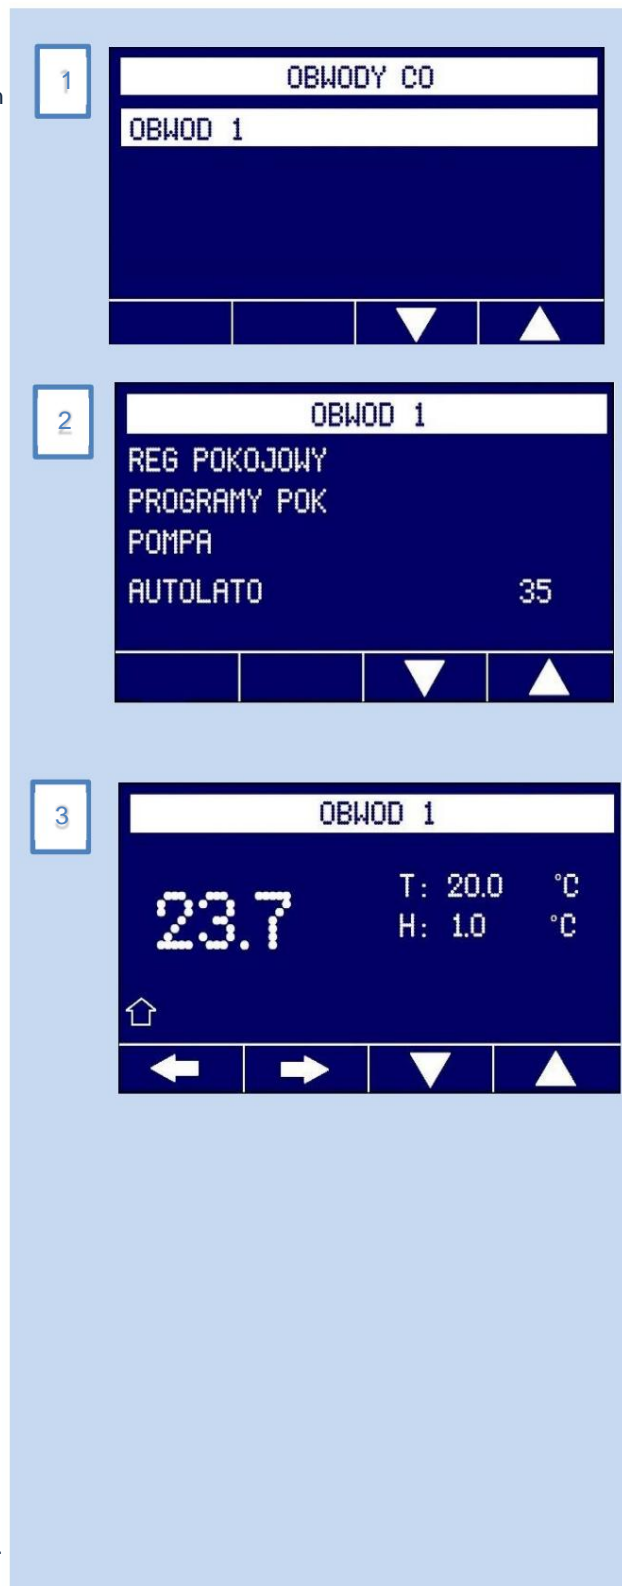 1
OBWODY CO
OBWOD 1
2
OBWOD 1
REG POKOJOWY
PROGRAMY POK
POMPA
AUTOLATO 35
3
OBWOD 1
23.7
T: 20.0 °C
H: 1.0 °C